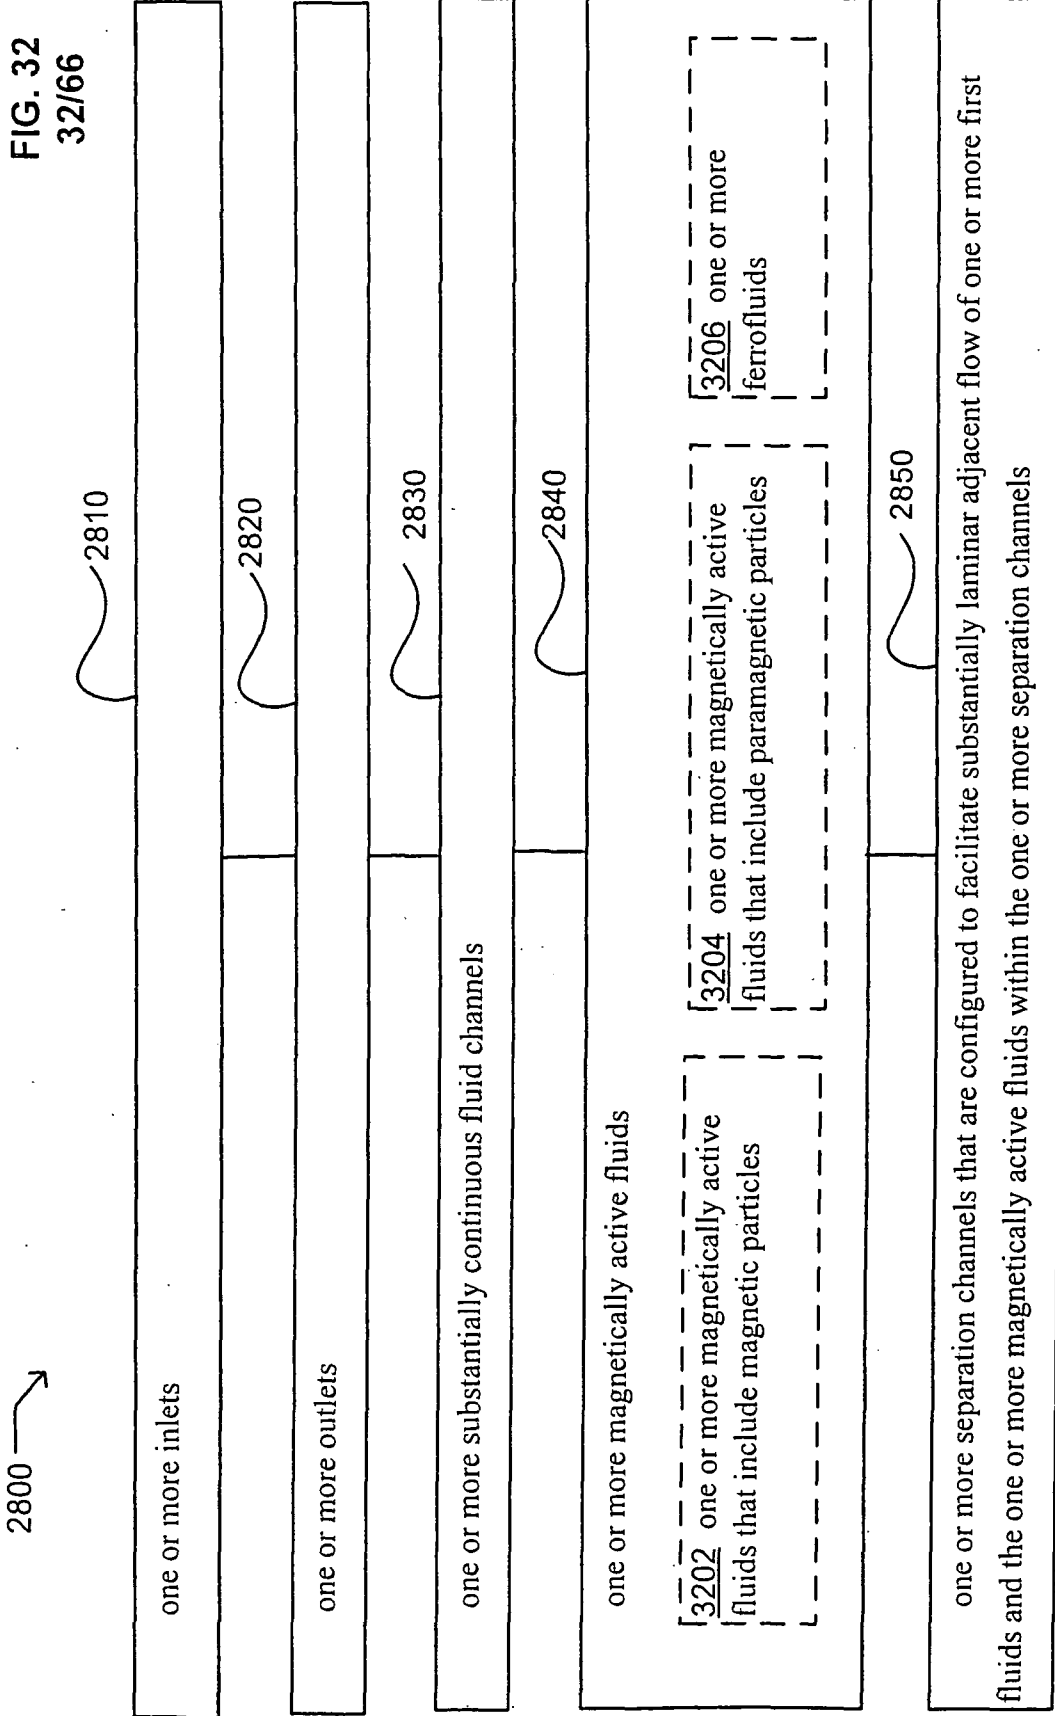 FIG. 32
32/66
2800
2810
one or more inlets
2820
one or more outlets
2830
one or more substantially continuous fluid channels
2840
one or more magnetically active fluids
3202 one or more magnetically active
fluids that include magnetic particles
3204 one or more magnetically active
fluids that include paramagnetic particles
3206 one or more
ferrofluids
2850
one or more separation channels that are configured to facilitate substantially laminar adjacent flow of one or more first
fluids and the one or more magnetically active fluids within the one or more separation channels